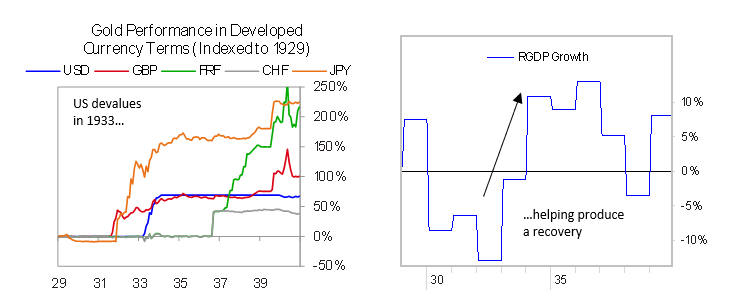 Gold Performance in Developed
Currency Terms (Indexed to 1929)
USD GBP FRF CHF JPY
US devalues
in 1933...
250%
200%
150%
100%
50%
0%
-50%
29 31 33 35 37 39
RGDP Growth
10%
5%
0%
-5%
-10%
...helping produce
a recovery
30 35